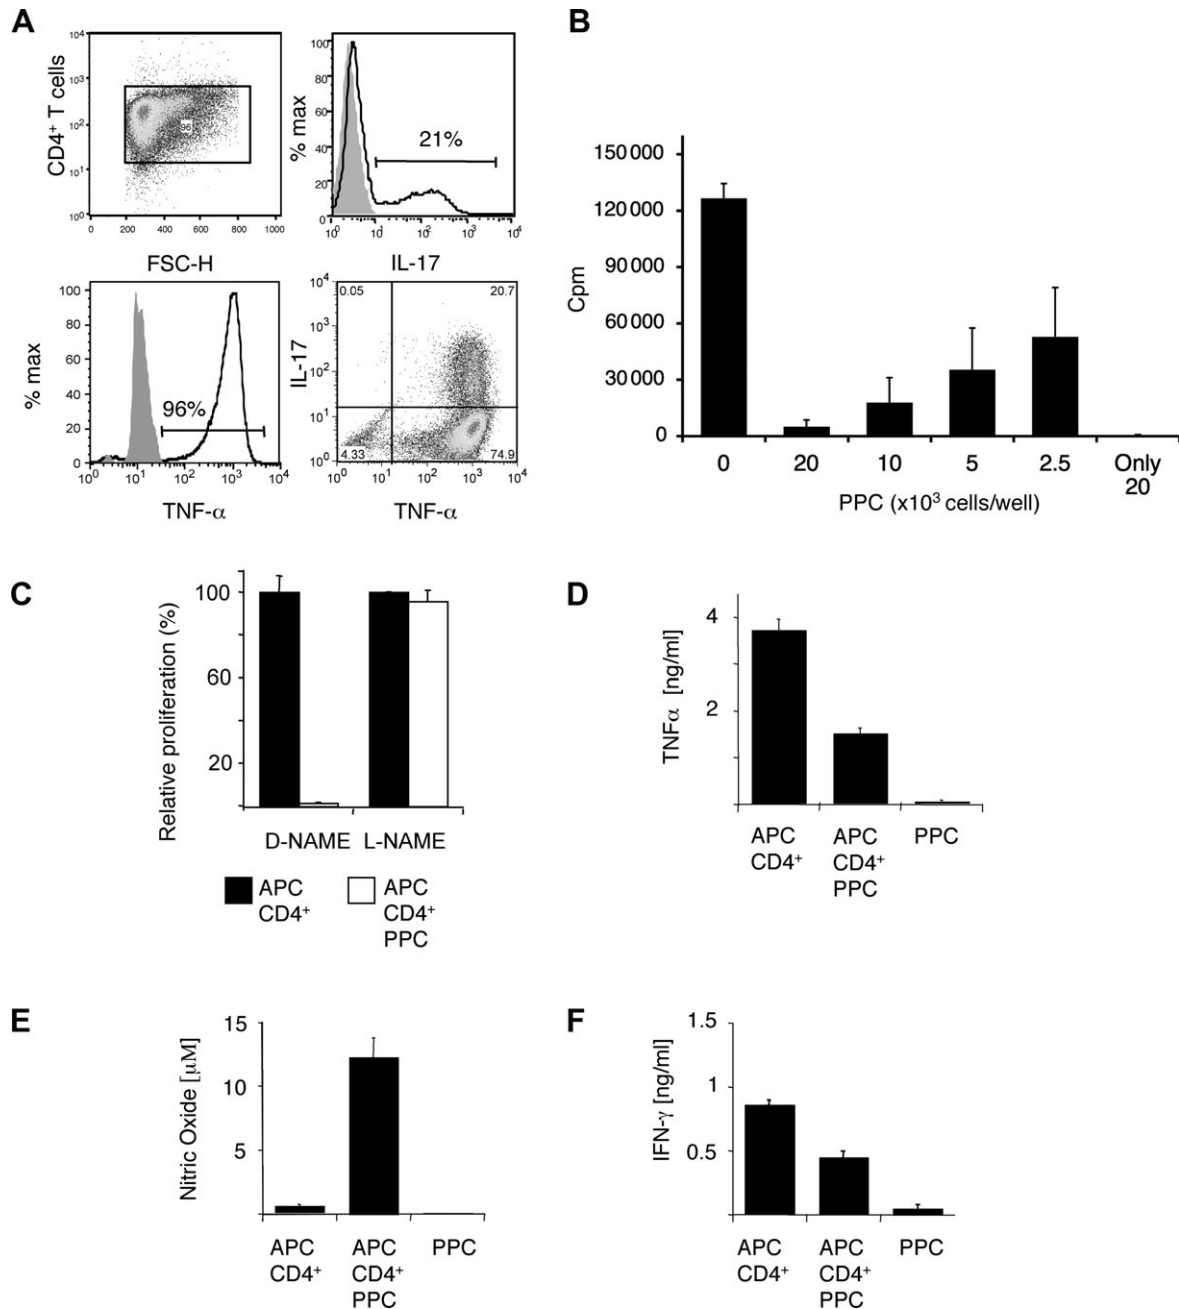 A
CD4+ T cells
10⁴
10³
10²
10¹
10⁰
96
0 200 400 600 800 1000
FSC-H
% max
100
80
60
40
20
0
21%
10⁰ 10¹ 10² 10³ 10⁴
IL-17
% max
100
80
60
40
20
0
96%
10⁰ 10¹ 10² 10³ 10⁴
TNF-α
IL-17
10⁴
10³
10²
10¹
10⁰
0.05 20.7
4.33 74.9
10⁰ 10¹ 10² 10³ 10⁴
TNF-α
B
Cpm
150 000
120 000
90 000
60 000
30 000
0
0 20 10 5 2.5 Only
20
PPC (x10³ cells/well)
C
Relative proliferation (%)
100
60
20
D-NAME L-NAME
APC
CD4+
APC
CD4+
PPC
D
TNFα [ng/ml]
4
2
APC
CD4+
APC
CD4+
PPC
PPC
E
Nitric Oxide [μM]
15
10
5
APC
CD4+
APC
CD4+
PPC
PPC
F
IFN-γ [ng/ml]
1.5
1
0.5
APC
CD4+
APC
CD4+
PPC
PPC